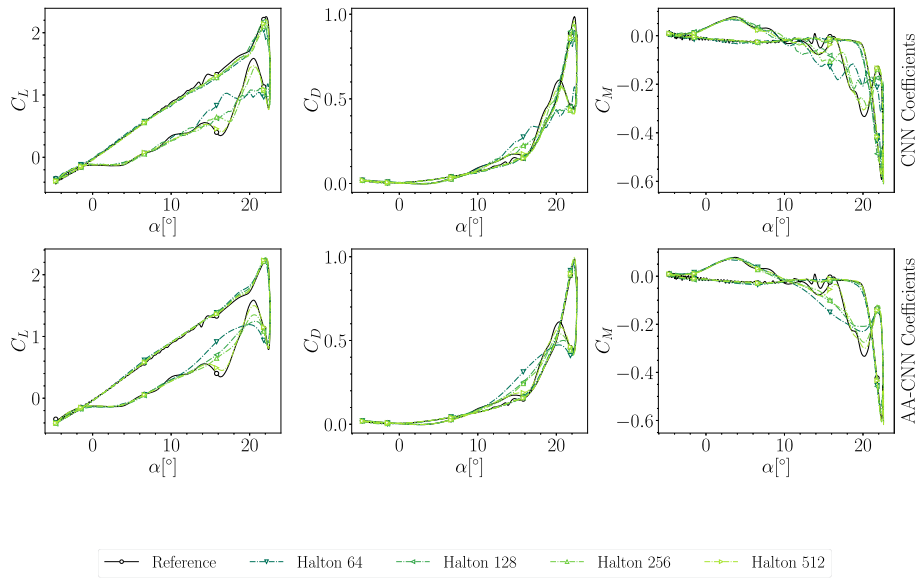 2
1
0
C_L
0 10 20
α[°]
1.0
0.5
0.0
C_D
0 10 20
α[°]
0.0
−0.2
−0.4
−0.6
C_M
0 10 20
α[°]
CNN Coefficients
2
1
0
C_L
0 10 20
α[°]
1.0
0.5
0.0
C_D
0 10 20
α[°]
0.0
−0.2
−0.4
−0.6
C_M
0 10 20
α[°]
AA-CNN Coefficients
Reference Halton 64 Halton 128 Halton 256 Halton 512